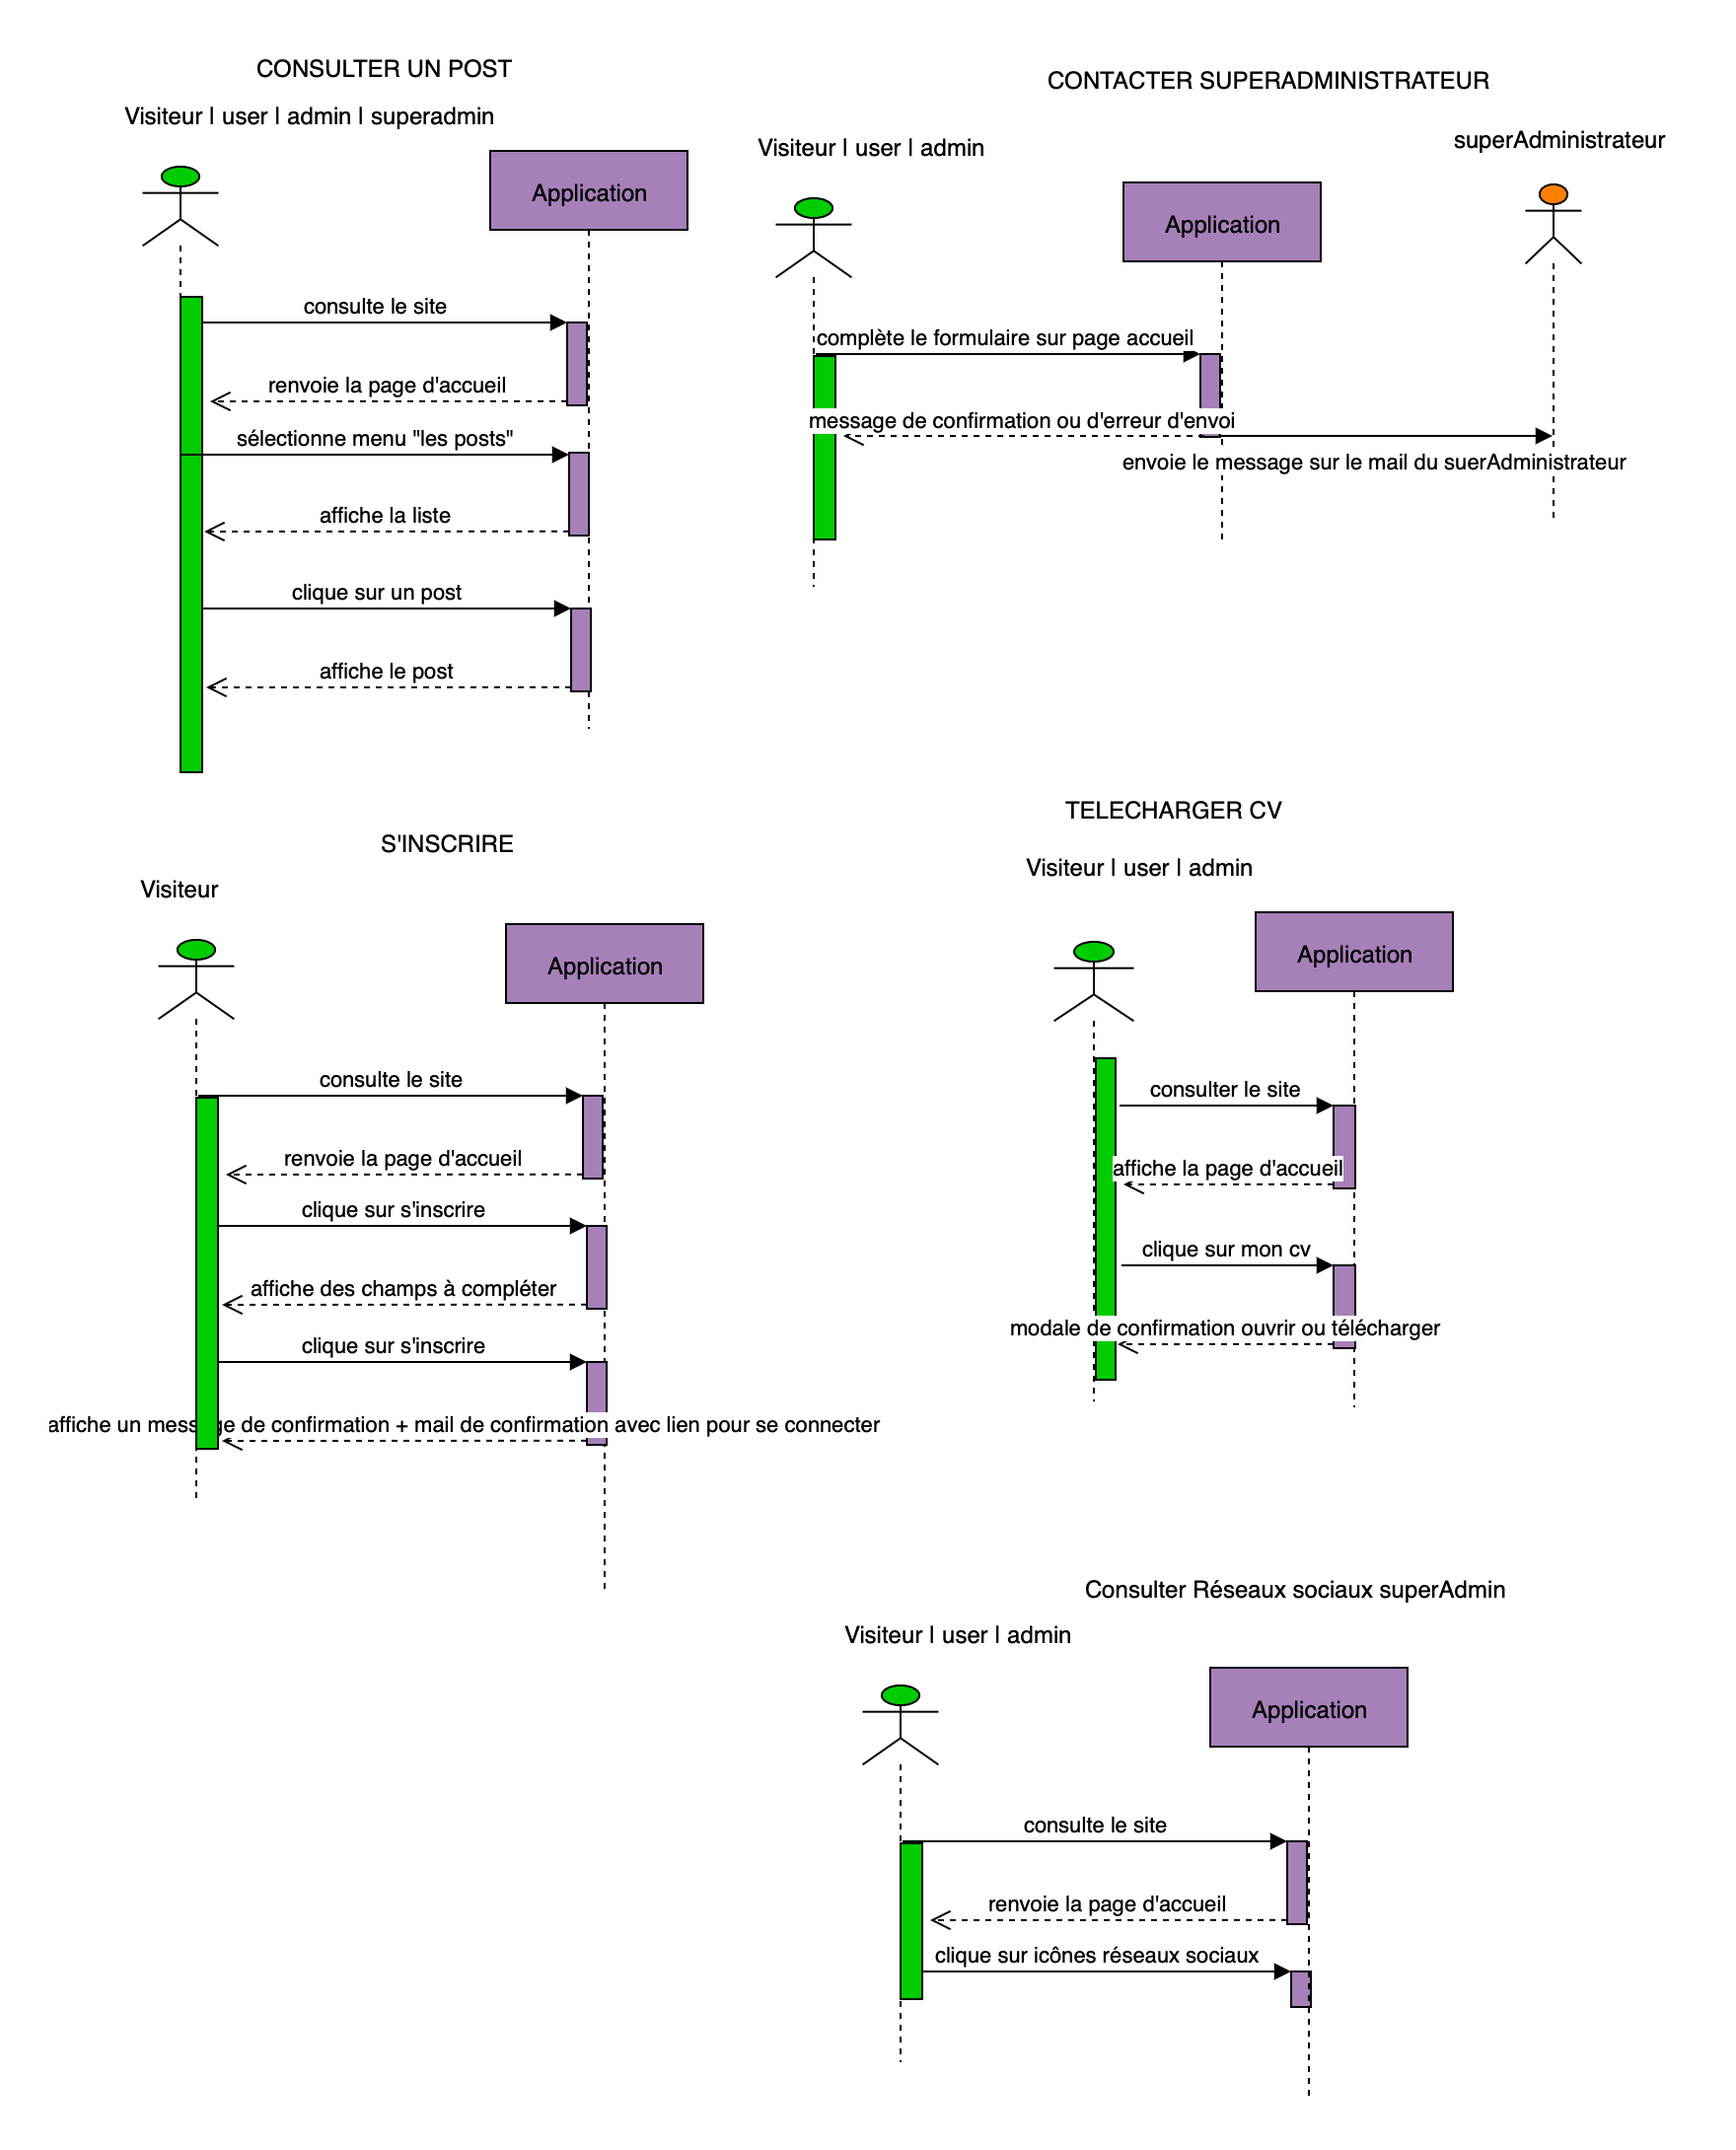 CONSULTER UN POST
Visiteur | user | admin | superadmin
Application
consulte le site
renvoie la page d'accueil
sélectionne menu "les posts"
affiche la liste
clique sur un post
affiche le post
CONTACTER SUPERADMINISTRATEUR
Visiteur | user | admin
superAdministrateur
Application
complète le formulaire sur page accueil
message de confirmation ou d'erreur d'envoi
envoie le message sur le mail du suerAdministrateur
S'INSCRIRE
Visiteur
Application
consulte le site
renvoie la page d'accueil
clique sur s'inscrire
affiche des champs à compléter
clique sur s'inscrire
affiche un message de confirmation + mail de confirmation avec lien pour se connecter
TELECHARGER CV
Visiteur | user | admin
Application
consulter le site
affiche la page d'accueil
clique sur mon cv
modale de confirmation ouvrir ou télécharger
Consulter Réseaux sociaux superAdmin
Visiteur | user | admin
Application
consulte le site
renvoie la page d'accueil
clique sur icônes réseaux sociaux